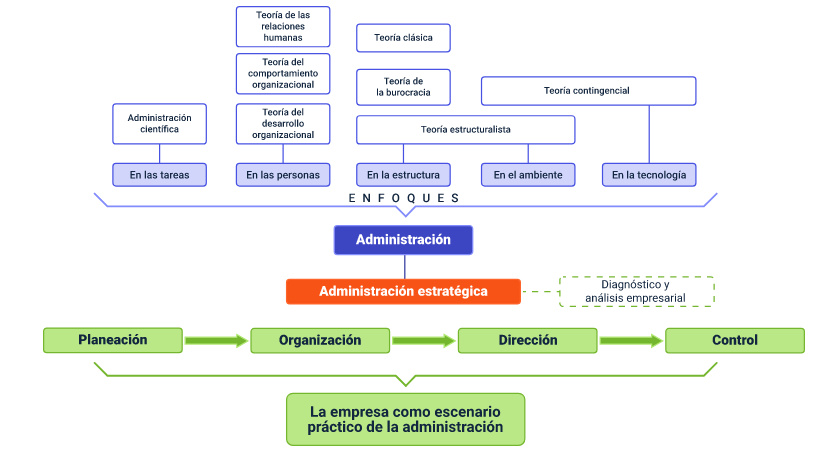 Teoría de las
relaciones
humanas
Teoría clásica
Teoría del
comportamiento
organizacional
Teoría de
la burocracia
Teoría contingencial
Administración
científica
Teoría del
desarrollo
organizacional
Teoría estructuralista
En las tareas
En las personas
En la estructura
En el ambiente
En la tecnología
ENFOQUES
Administración
Administración estratégica
Diagnóstico y
análisis empresarial
Planeación
Organización
Dirección
Control
La empresa como escenario
práctico de la administración